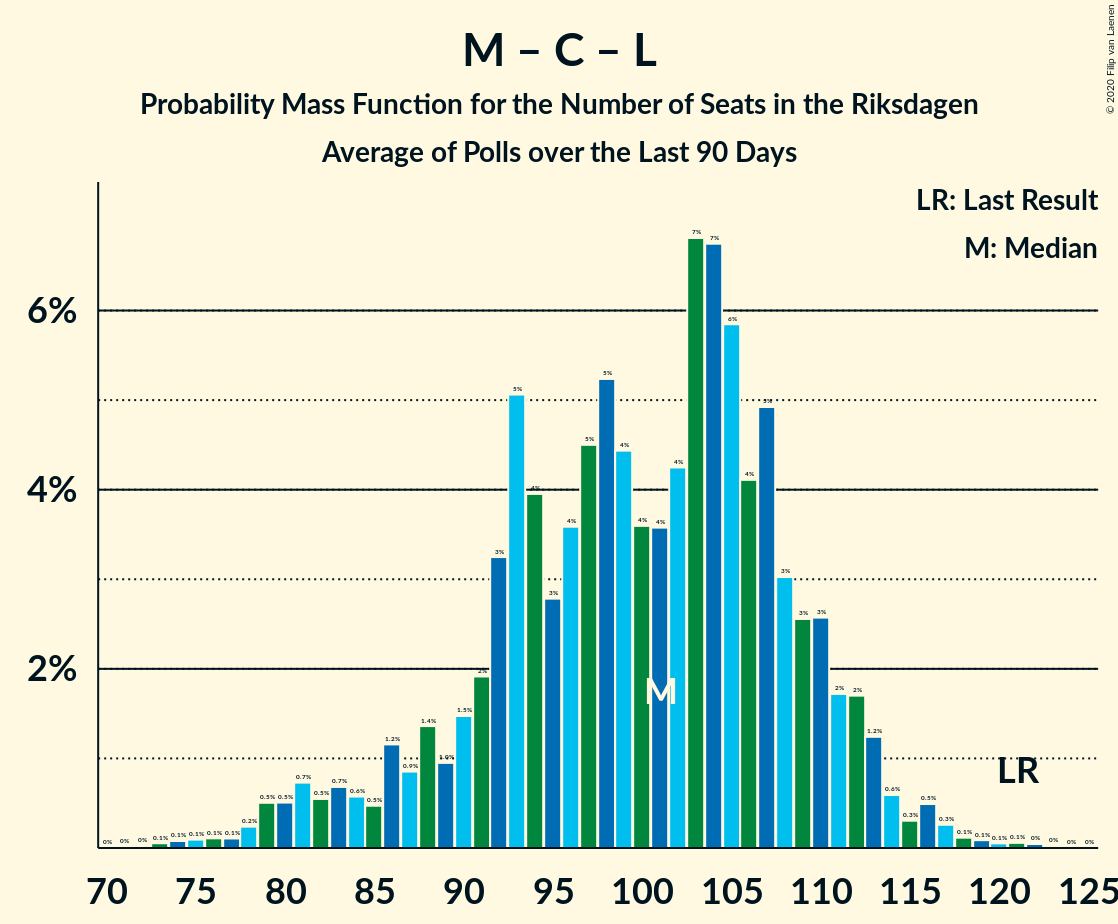 M – C – L
Probability Mass Function for the Number of Seats in the Riksdagen
Average of Polls over the Last 90 Days
© 2020 Filip van Laenen
LR: Last Result
M: Median
6%
4%
2%
0% 0% 0% 0.1% 0.1% 0.1% 0.1% 0.1% 0.2% 0.5% 0.5% 0.7% 0.5% 0.7% 0.6% 0.5% 1.2% 0.9% 1.4% 1.0% 1.5% 2% 3% 5% 4% 3% 4% 5% 5% 4% 4% 4% 4% 7% 7% 6% 4% 5% 3% 3% 3% 2% 2% 1.2% 0.6% 0.3% 0.5% 0.3% 0.1% 0.1% 0.1% 0.1% 0% 0% 0% 0%
M
LR
70 75 80 85 90 95 100 105 110 115 120 125